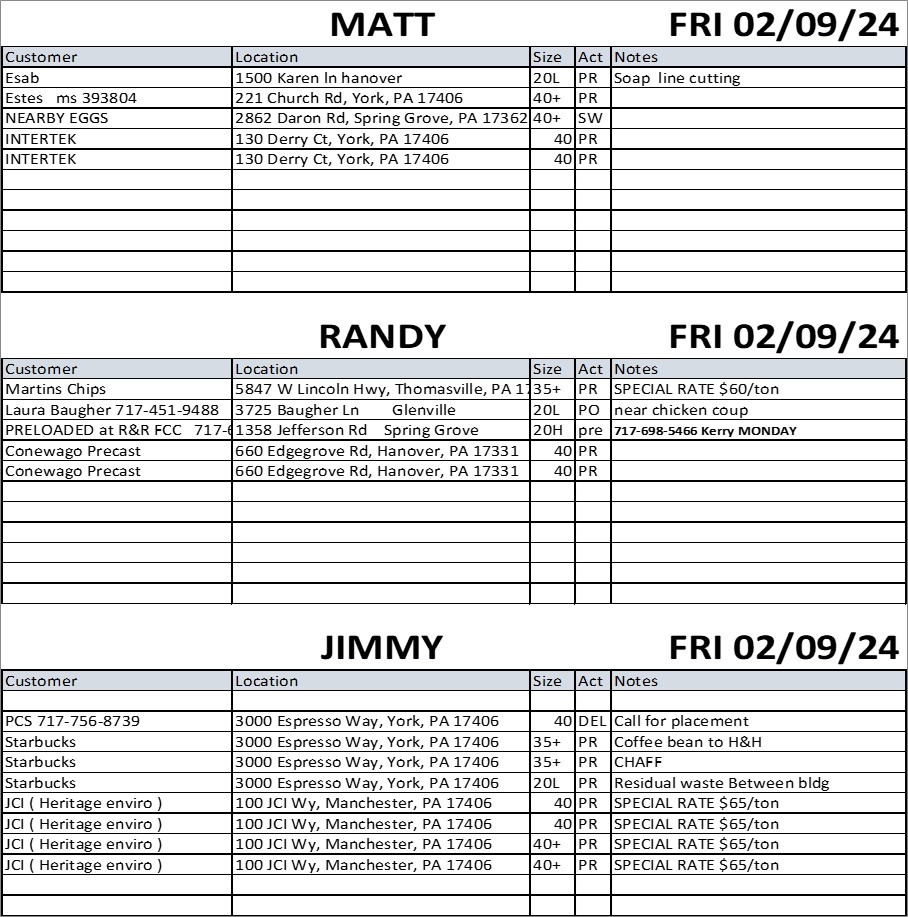 MATT FRI 02/09/24
Customer Location Size Act Notes
Esab 1500 Karen ln hanover 20L PR Soap line cutting
Estes ms 393804 221 Church Rd, York, PA 17406 40+ PR
NEARBY EGGS 2862 Daron Rd, Spring Grove, PA 17362 40+ SW
INTERTEK 130 Derry Ct, York, PA 17406 40 PR
INTERTEK 130 Derry Ct, York, PA 17406 40 PR
RANDY FRI 02/09/24
Customer Location Size Act Notes
Martins Chips 5847 W Lincoln Hwy, Thomasville, PA 17 35+ PR SPECIAL RATE $60/ton
Laura Baugher 717-451-9488 3725 Baugher Ln Glenville 20L PO near chicken coup
PRELOADED at R&R FCC 717-6 1358 Jefferson Rd Spring Grove 20H pre 717-698-5466 Kerry MONDAY
Conewago Precast 660 Edgegrove Rd, Hanover, PA 17331 40 PR
Conewago Precast 660 Edgegrove Rd, Hanover, PA 17331 40 PR
JIMMY FRI 02/09/24
Customer Location Size Act Notes
PCS 717-756-8739 3000 Espresso Way, York, PA 17406 40 DEL Call for placement
Starbucks 3000 Espresso Way, York, PA 17406 35+ PR Coffee bean to H&H
Starbucks 3000 Espresso Way, York, PA 17406 35+ PR CHAFF
Starbucks 3000 Espresso Way, York, PA 17406 20L PR Residual waste Between bldg
JCI ( Heritage enviro ) 100 JCI Wy, Manchester, PA 17406 40 PR SPECIAL RATE $65/ton
JCI ( Heritage enviro ) 100 JCI Wy, Manchester, PA 17406 40 PR SPECIAL RATE $65/ton
JCI ( Heritage enviro ) 100 JCI Wy, Manchester, PA 17406 40+ PR SPECIAL RATE $65/ton
JCI ( Heritage enviro ) 100 JCI Wy, Manchester, PA 17406 40+ PR SPECIAL RATE $65/ton